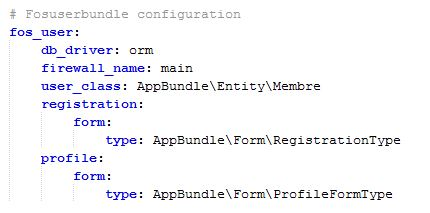 # Fosuserbundle configuration
fos_user:
    db_driver: orm
    firewall_name: main
    user_class: AppBundle\Entity\Membre
    registration:
        form:
            type: AppBundle\Form\RegistrationType
    profile:
        form:
            type: AppBundle\Form\ProfileFormType